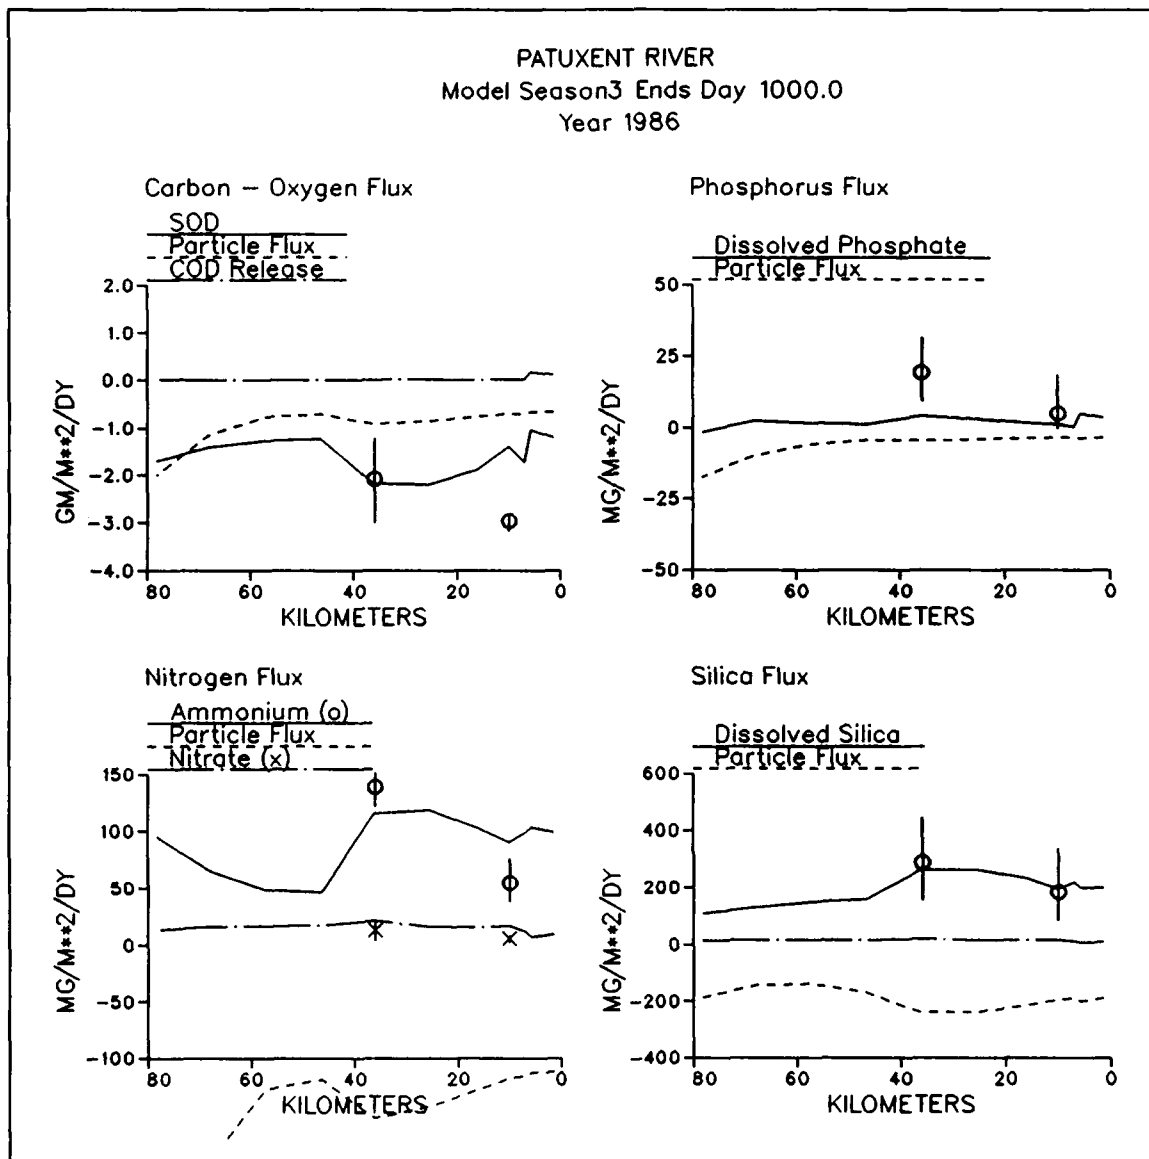 PATUXENT RIVER
Model Season3 Ends Day 1000.0
Year 1986
Carbon – Oxygen Flux
SOD
Particle Flux
COD Release
2.0
1.0
0.0
-1.0
-2.0
-3.0
-4.0
GM/M**2/DY
80 60 40 20 0
KILOMETERS
Phosphorus Flux
Dissolved Phosphate
Particle Flux
50
25
0
-25
-50
MG/M**2/DY
80 60 40 20 0
KILOMETERS
Nitrogen Flux
Ammonium (o)
Particle Flux
Nitrate (x)
150
100
50
0
-50
-100
MG/M**2/DY
80 60 40 20 0
KILOMETERS
Silica Flux
Dissolved Silica
Particle Flux
600
400
200
0
-200
-400
MG/M**2/DY
80 60 40 20 0
KILOMETERS